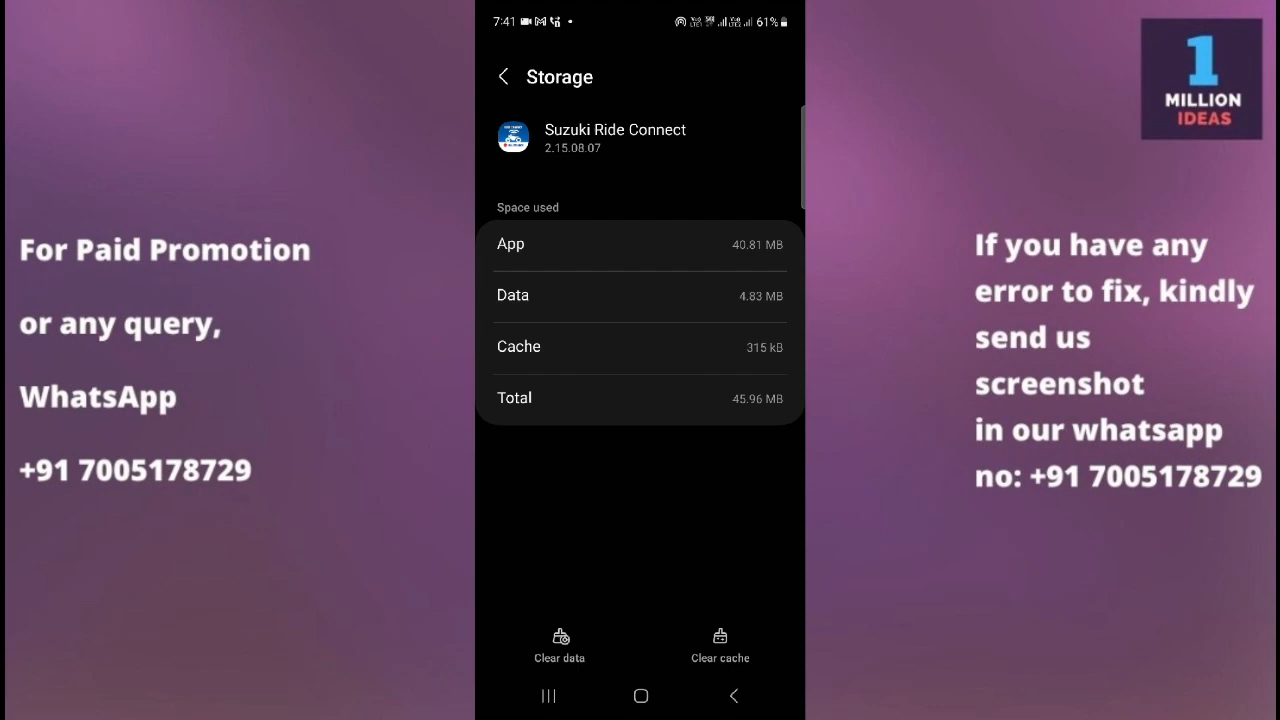 For Paid Promotion
or any query,
WhatsApp
+91 7005178729
7:41
61%
Storage
Suzuki Ride Connect
2.15.08.07
Space used
App 40.81 MB
Data 4.83 MB
Cache 315 kB
Total 45.96 MB
Clear data Clear cache
1
MILLION
IDEAS
If you have any
error to fix, kindly
send us
screenshot
in our whatsapp
no: +91 7005178729